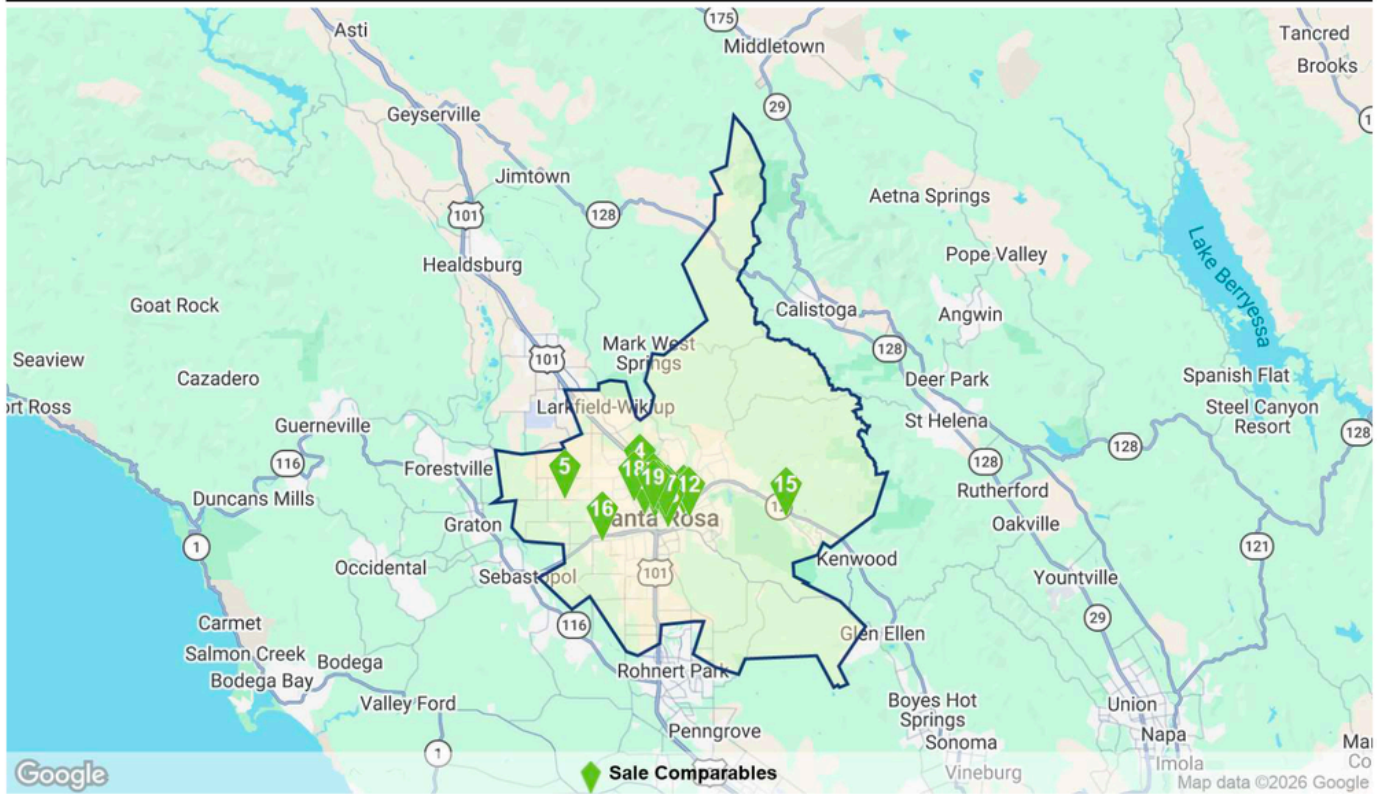 175
Asti
Middletown
Tancred
Brooks
29
Geyserville
Jimtown
101
128
Aetna Springs
Pope Valley
Lake Berryessa
Healdsburg
Goat Rock
Calistoga
Angwin
Mark West
Springs
101
128
Seaview
Cazadero
Deer Park
Spanish Flat
ort Ross
Larkfield-Wikiup
Steel Canyon
Resort
Guerneville
St Helena
128
128
116
Forestville
5
4
18
19
7
12
15
128
Rutherford
Duncans Mills
16
Graton
anta Rosa
Oakville
1
121
Occidental
Sebastopol
101
Kenwood
Yountville
116
29
Carmet
Glen Ellen
Salmon Creek
Bodega
Bodega Bay
Rohnert Park
Valley Ford
Boyes Hot
Springs
Union
Penngrove
Napa
1
Sonoma
Imola
Vineburg
Google
Sale Comparables
Map data ©2026 Google